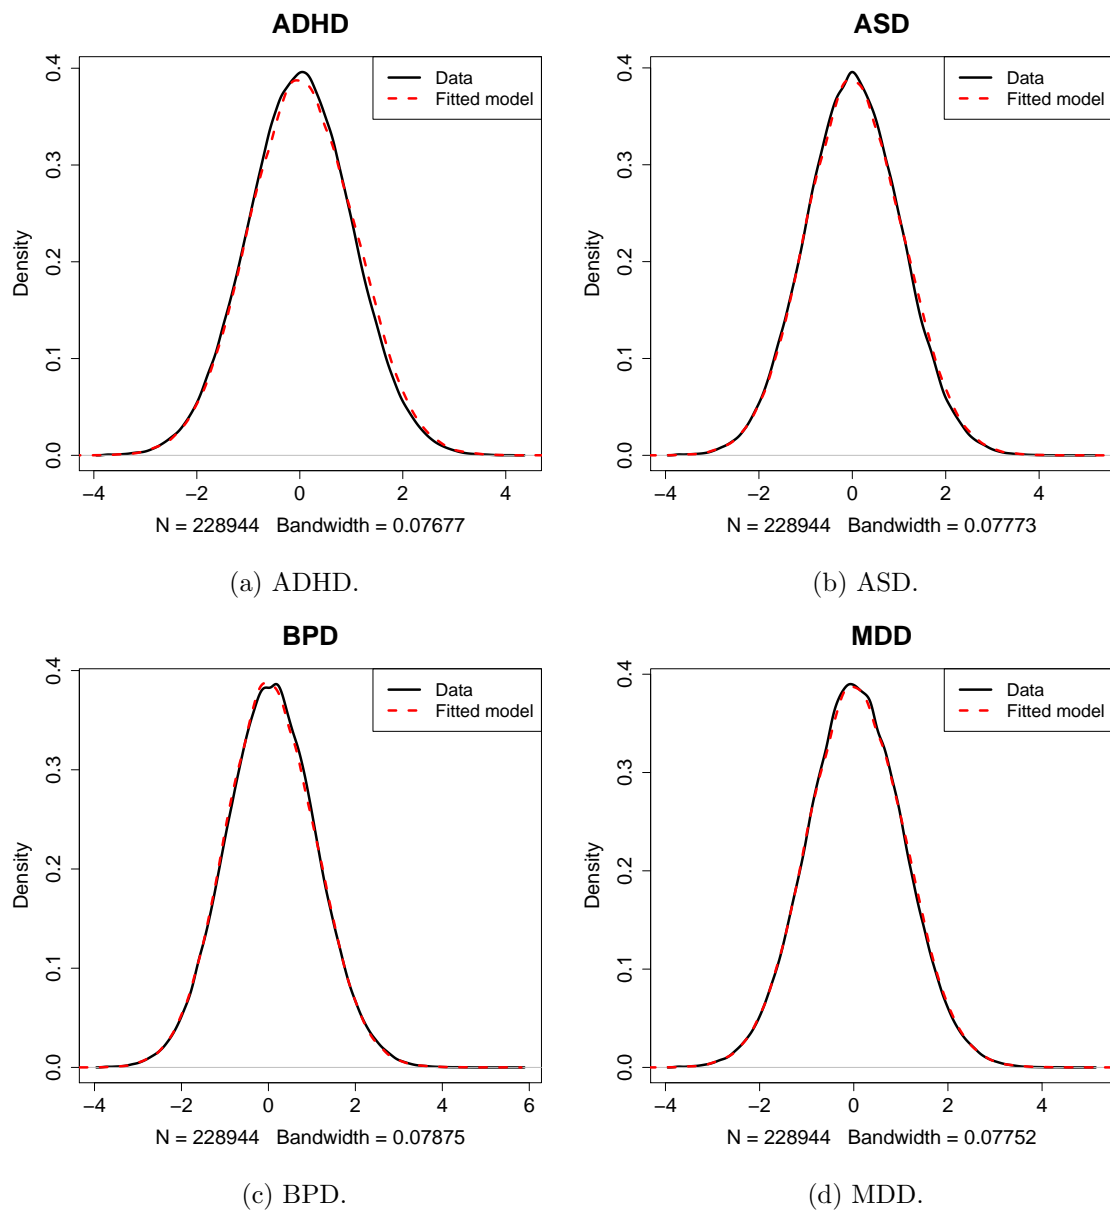 ADHD
Data
Fitted model
Density
0.0
0.1
0.2
0.3
0.4
−4
−2
0
2
4
N = 228944 Bandwidth = 0.07677
(a) ADHD.
ASD
Data
Fitted model
Density
0.0
0.1
0.2
0.3
0.4
−4
−2
0
2
4
N = 228944 Bandwidth = 0.07773
(b) ASD.
BPD
Data
Fitted model
Density
0.0
0.1
0.2
0.3
0.4
−4
−2
0
2
4
6
N = 228944 Bandwidth = 0.07875
(c) BPD.
MDD
Data
Fitted model
Density
0.0
0.1
0.2
0.3
0.4
−4
−2
0
2
4
N = 228944 Bandwidth = 0.07752
(d) MDD.